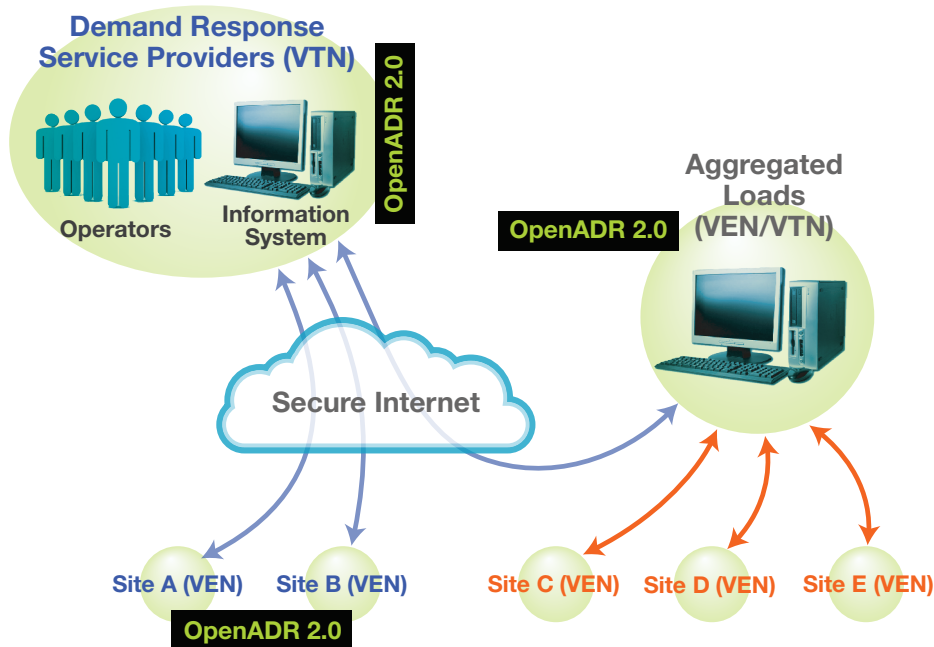 Demand Response
Service Providers (VTN)
OpenADR 2.0
Operators
Information
System
Aggregated
Loads
(VEN/VTN)
OpenADR 2.0
Secure Internet
Site A (VEN)
Site B (VEN)
Site C (VEN)
Site D (VEN)
Site E (VEN)
OpenADR 2.0